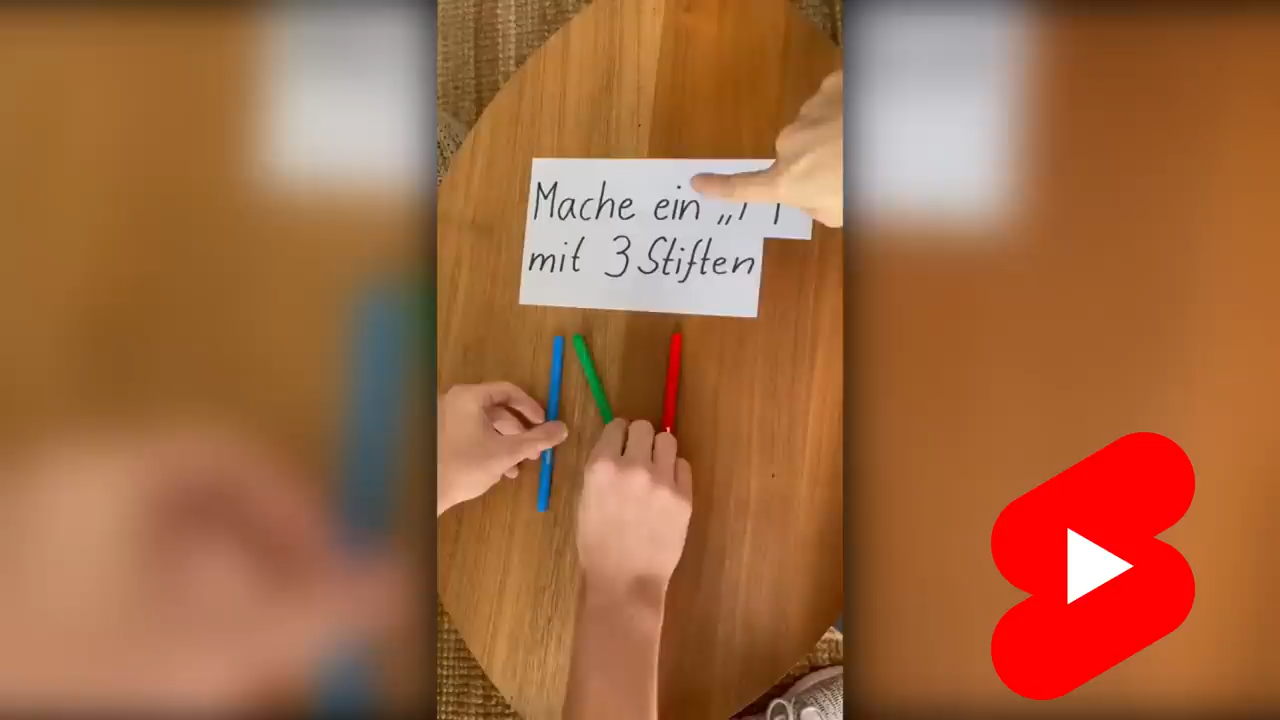 Mache ein „
mit 3 Stiften